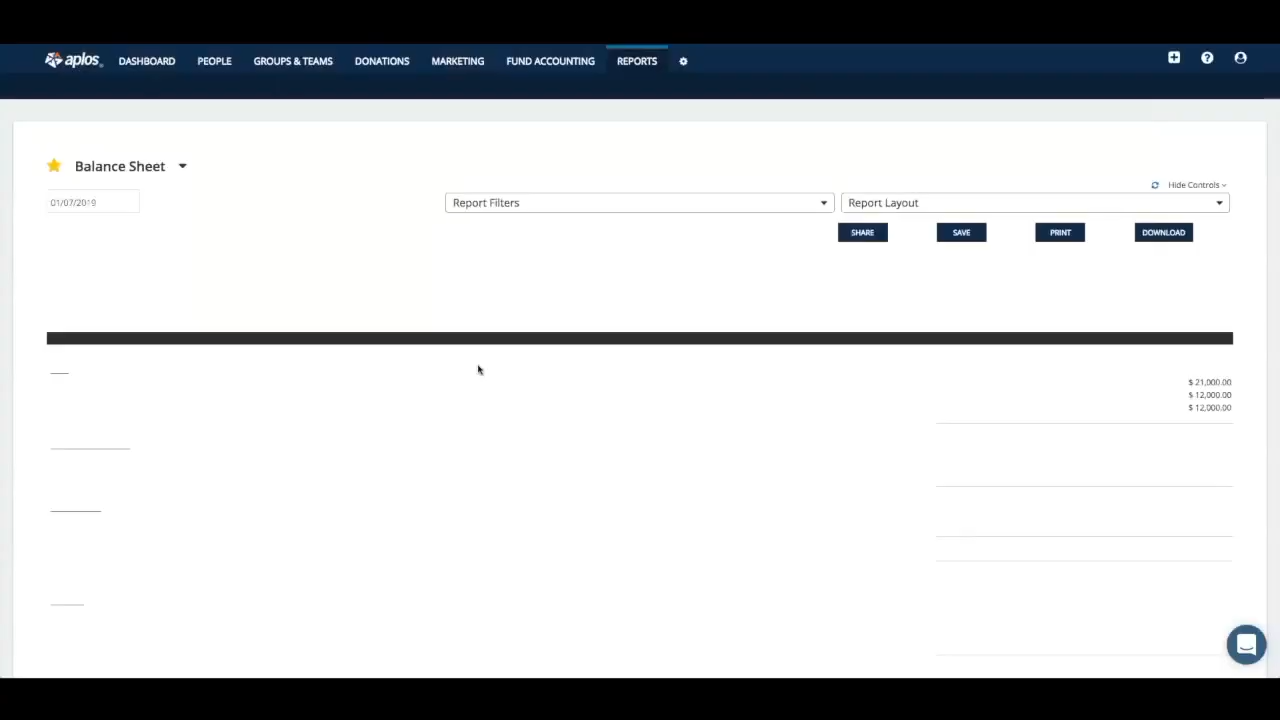 aplos
DASHBOARD PEOPLE GROUPS & TEAMS DONATIONS MARKETING FUND ACCOUNTING REPORTS
Balance Sheet
Hide Controls
01/07/2019 Report Filters Report Layout
SHARE SAVE PRINT DOWNLOAD
$ 21,000.00
$ 12,000.00
$ 12,000.00